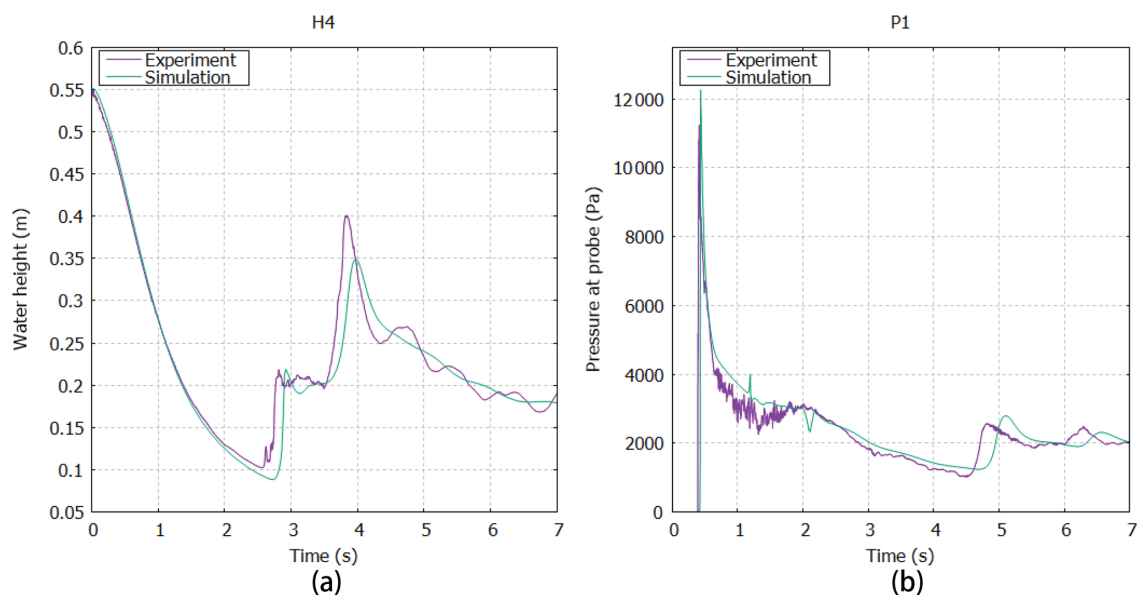 H4
Experiment
Simulation
Water height (m)
0.6
0.55
0.5
0.45
0.4
0.35
0.3
0.25
0.2
0.15
0.1
0.05
0 1 2 3 4 5 6 7
Time (s)
(a)
P1
Experiment
Simulation
Pressure at probe (Pa)
12 000
10 000
8000
6000
4000
2000
0
0 1 2 3 4 5 6 7
Time (s)
(b)